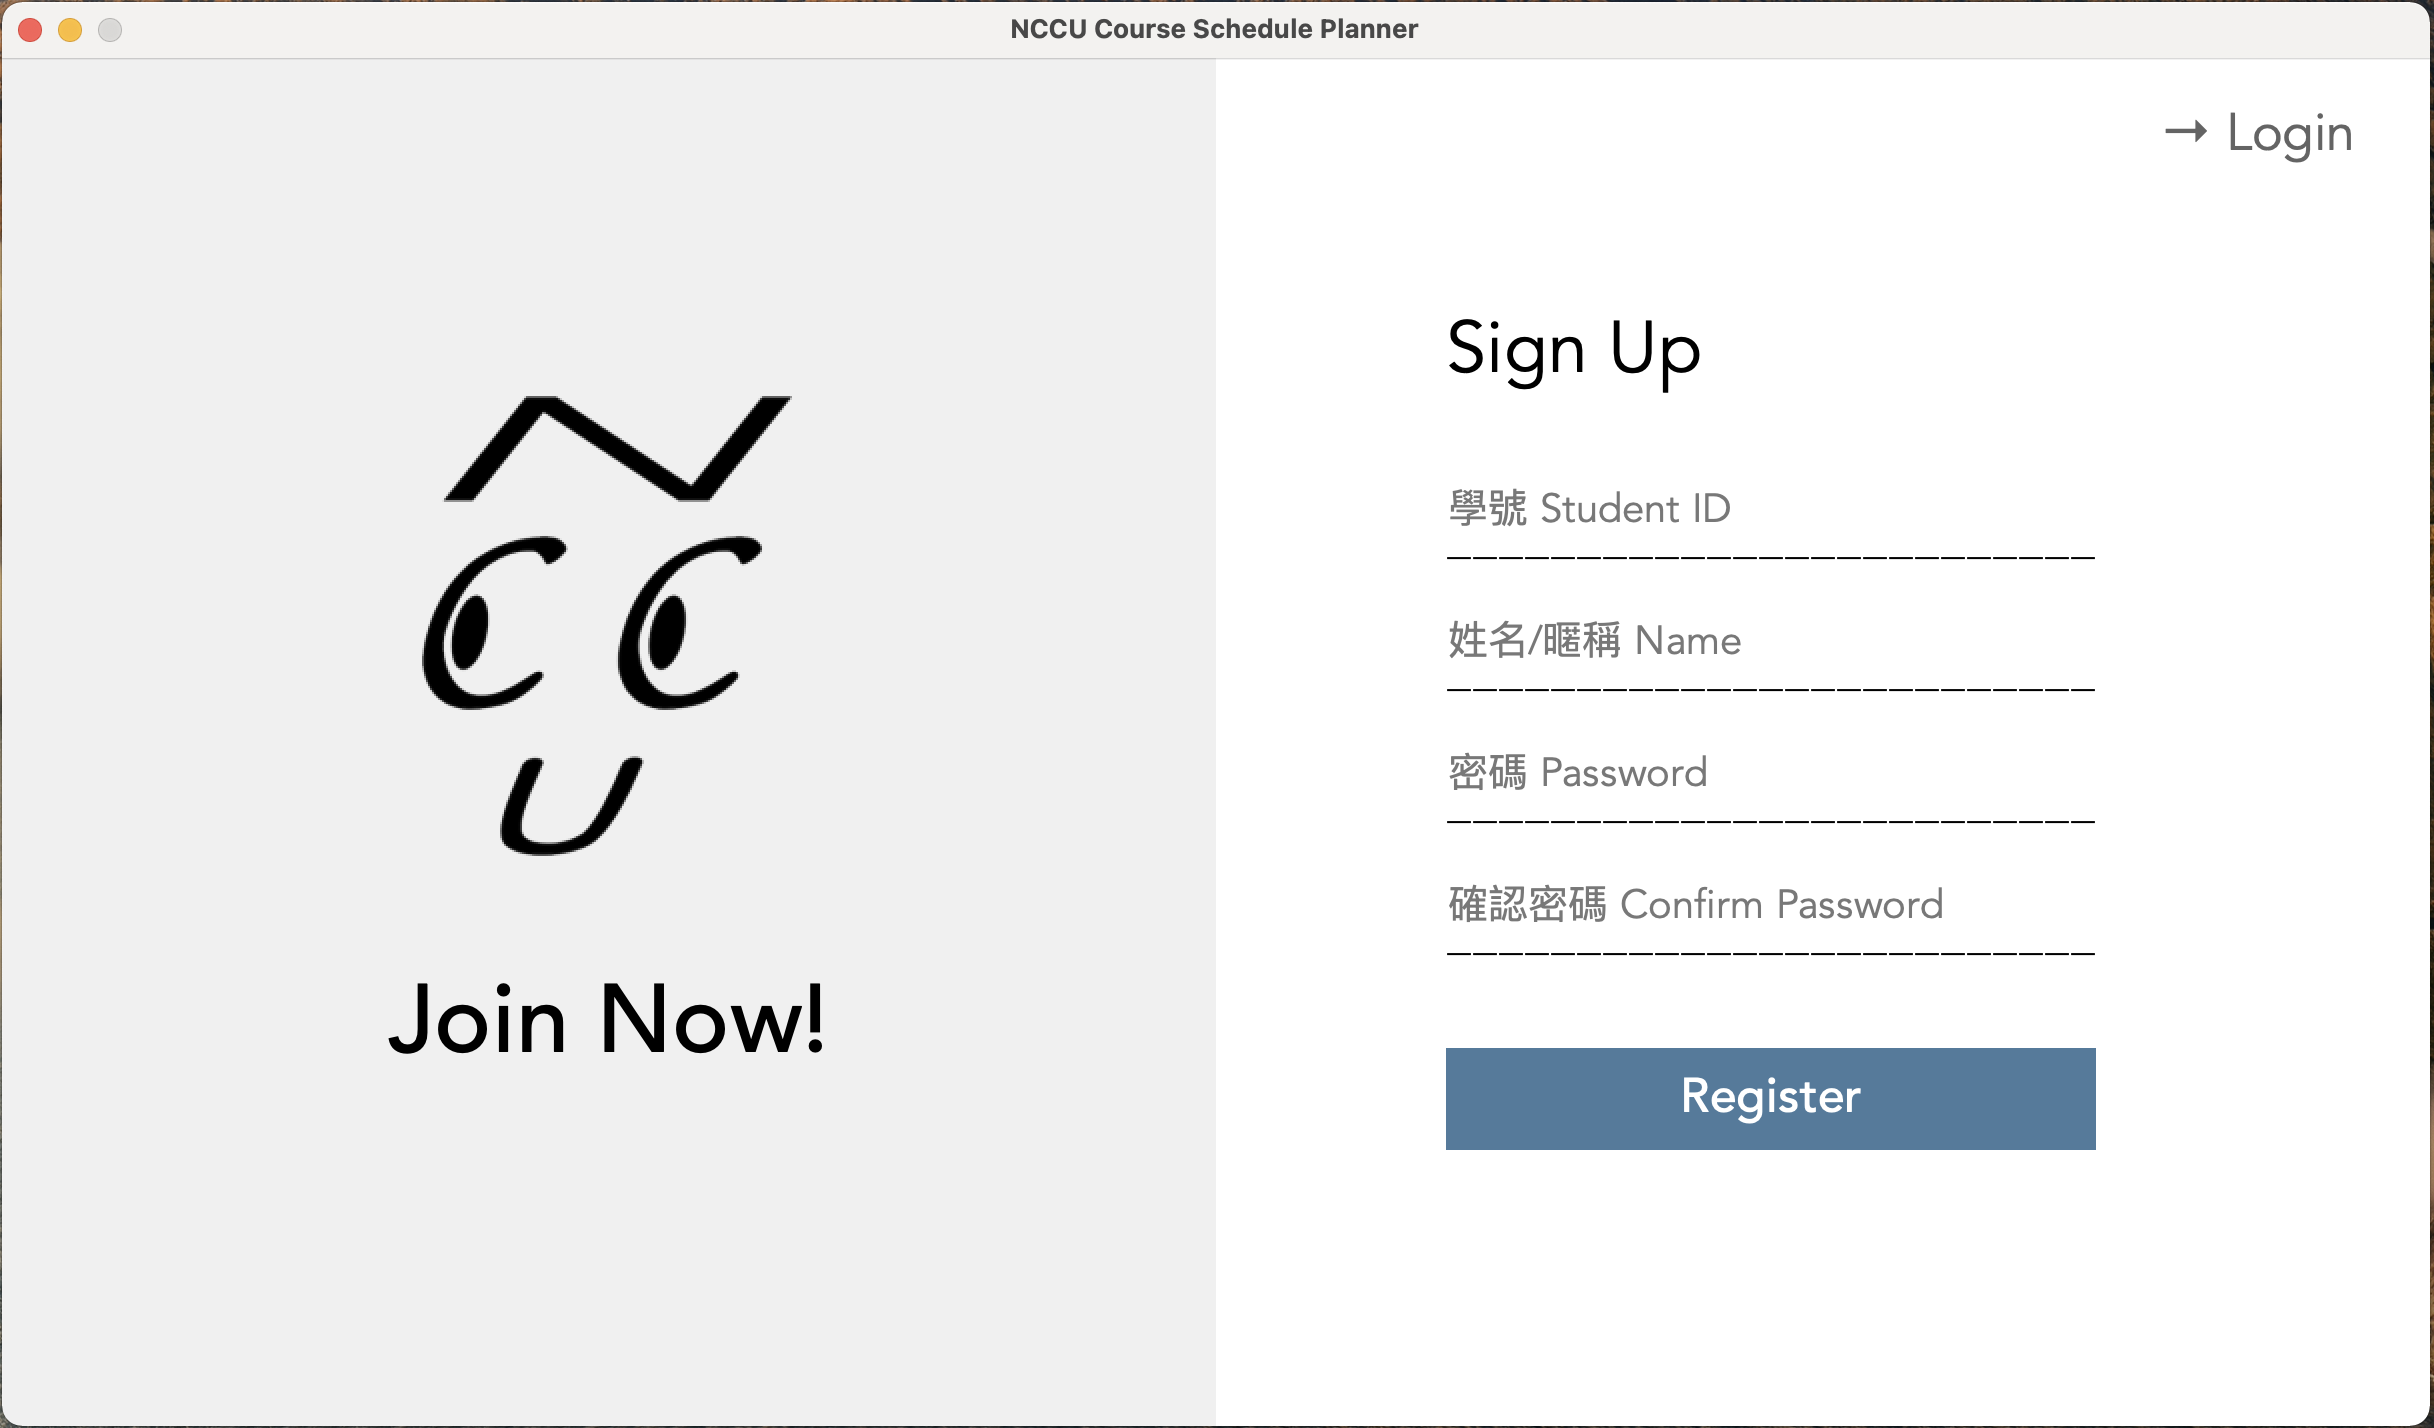 NCCU Course Schedule Planner
→ Login
N
CC
U
Join Now!
Sign Up
學號 Student ID
姓名/暱稱 Name
密碼 Password
確認密碼 Confirm Password
Register